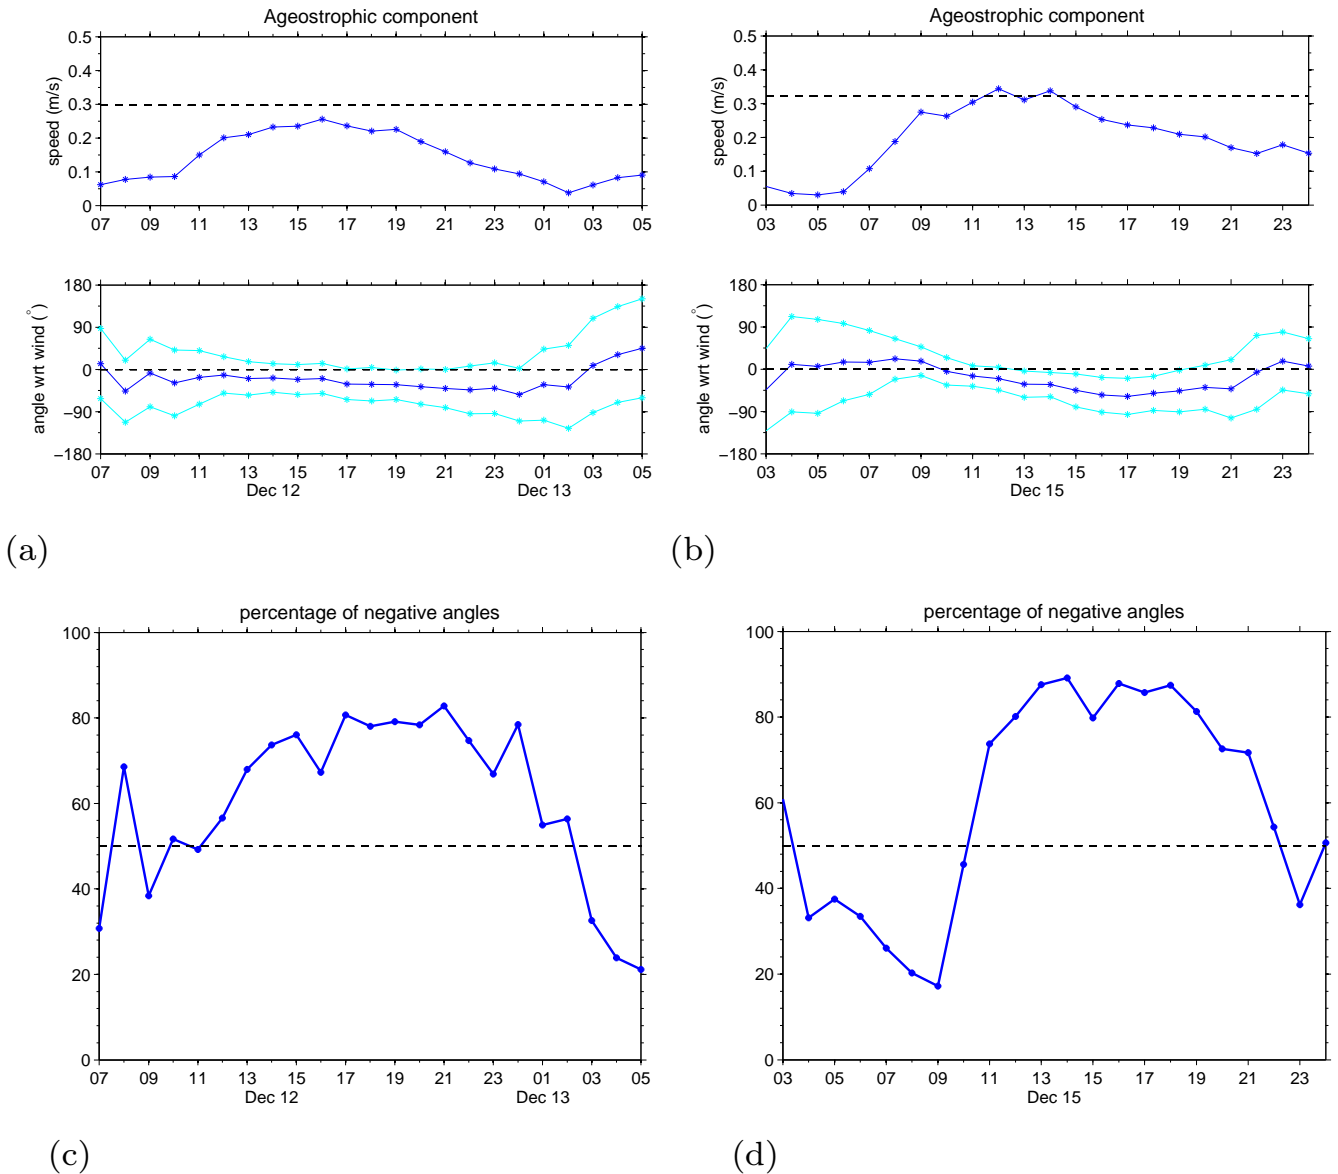 Ageostrophic component
speed (m/s)
0.5
0.4
0.3
0.2
0.1
0
07 09 11 13 15 17 19 21 23 01 03 05
angle wrt wind (°)
180
90
0
−90
−180
07 09 11 13 15 17 19 21 23 01 03 05
Dec 12 Dec 13
(a)
Ageostrophic component
speed (m/s)
0.5
0.4
0.3
0.2
0.1
0
03 05 07 09 11 13 15 17 19 21 23
angle wrt wind (°)
180
90
0
−90
−180
03 05 07 09 11 13 15 17 19 21 23
Dec 15
(b)
percentage of negative angles
100
80
60
40
20
0
07 09 11 13 15 17 19 21 23 01 03 05
Dec 12 Dec 13
(c)
percentage of negative angles
100
80
60
40
20
0
03 05 07 09 11 13 15 17 19 21 23
Dec 15
(d)